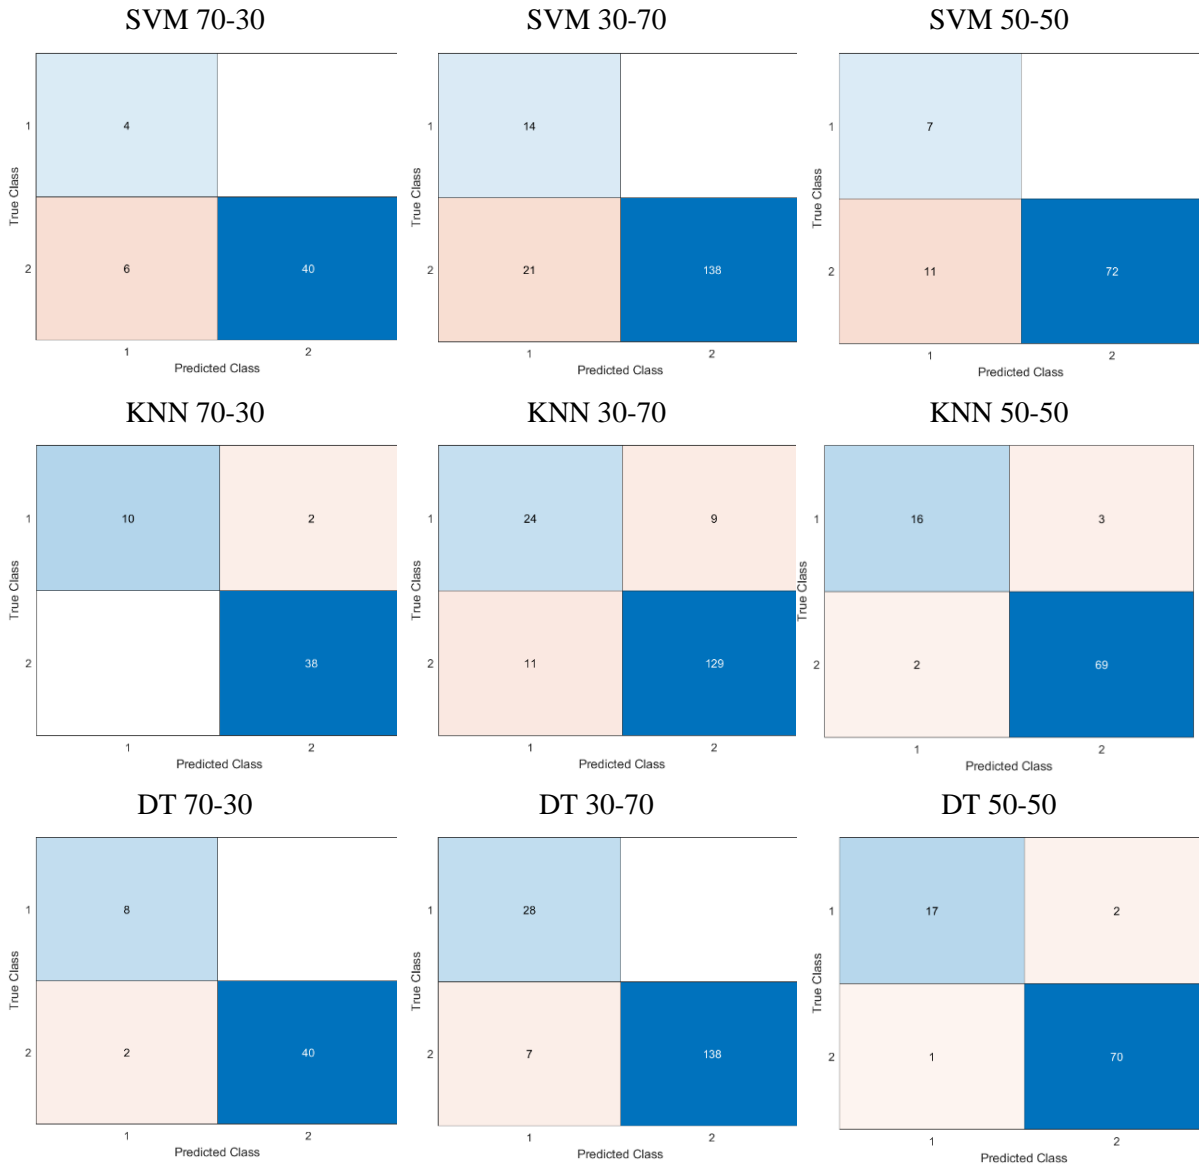 SVM 70-30
SVM 30-70
SVM 50-50
1
4
2
6
40
True Class
1
2
Predicted Class
1
14
2
21
138
True Class
1
2
Predicted Class
1
7
2
11
72
True Class
1
2
Predicted Class
KNN 70-30
KNN 30-70
KNN 50-50
1
10
2
2
38
True Class
1
2
Predicted Class
1
24
9
2
11
129
True Class
1
2
Predicted Class
1
16
3
2
2
69
True Class
1
2
Predicted Class
DT 70-30
DT 30-70
DT 50-50
1
8
2
2
40
True Class
1
2
Predicted Class
1
28
2
7
138
True Class
1
2
Predicted Class
1
17
2
2
1
70
True Class
1
2
Predicted Class